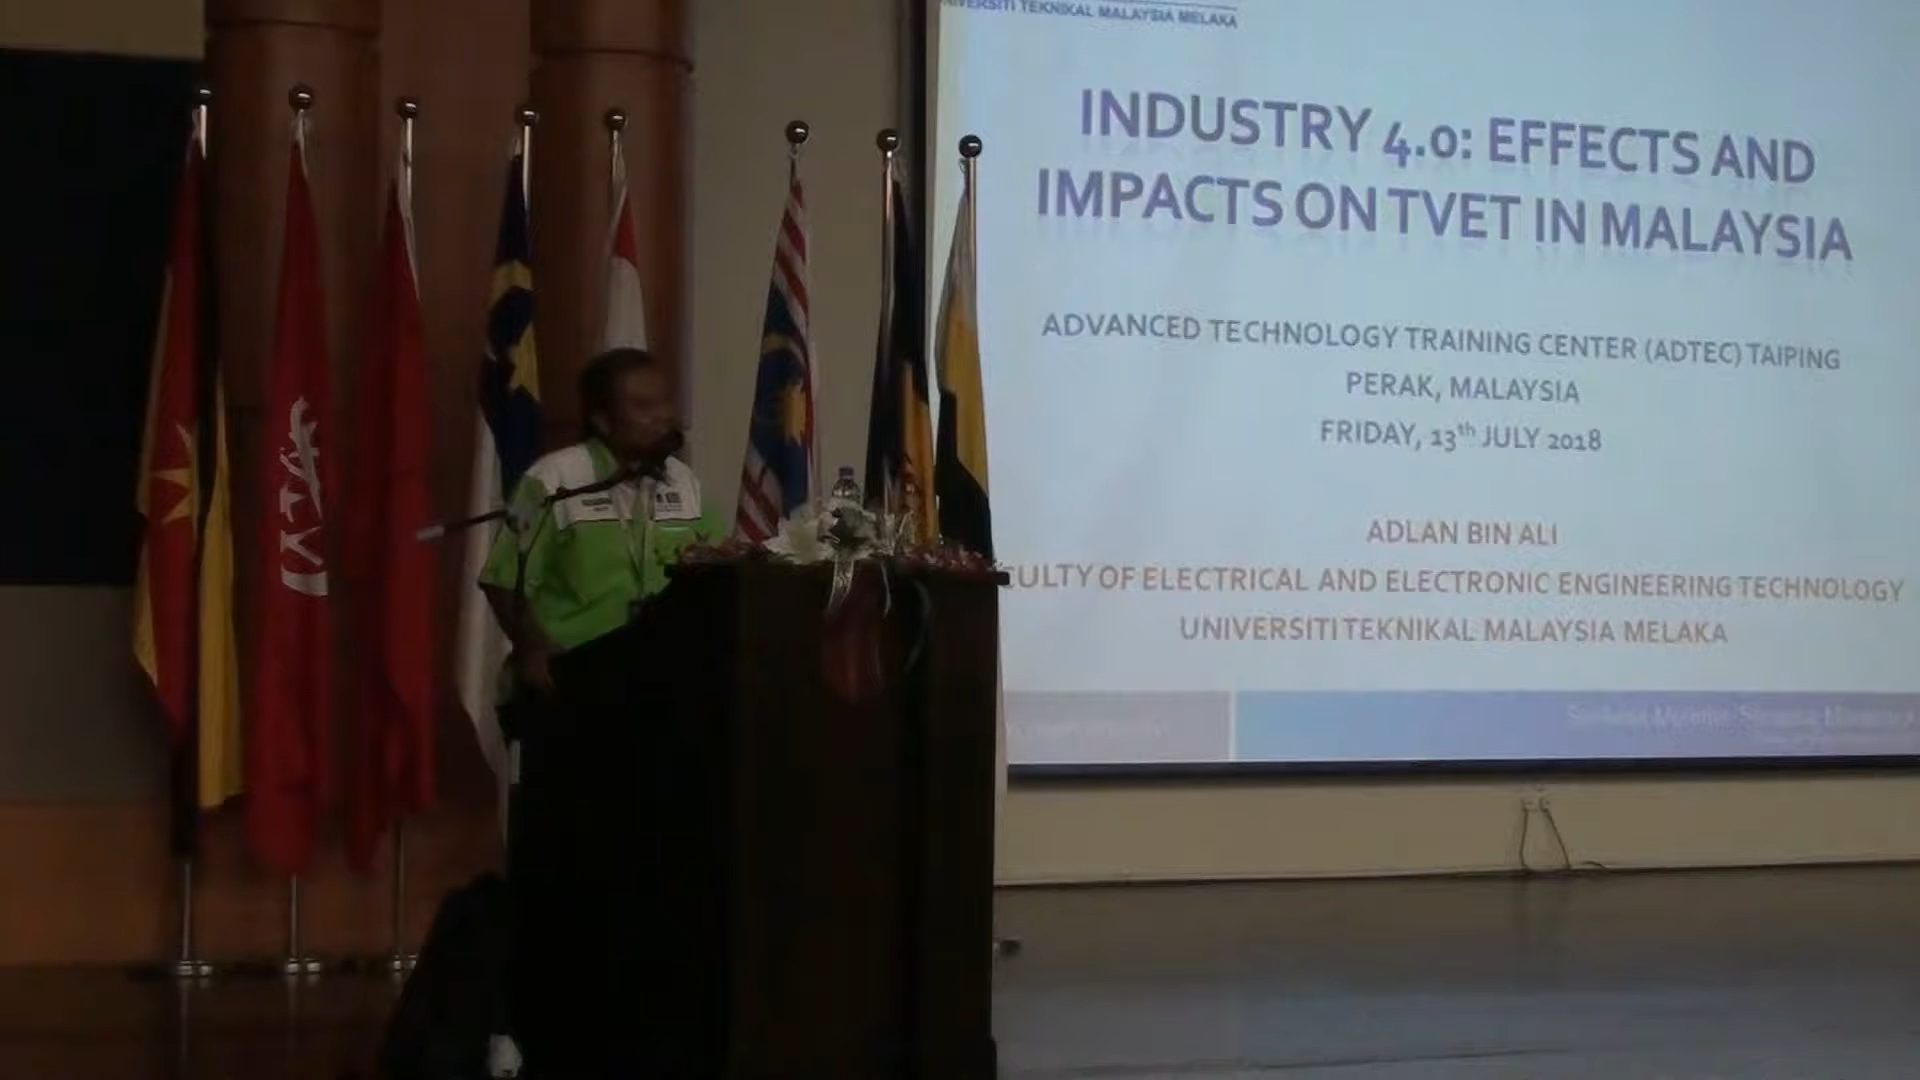 UNIVERSITI TEKNIKAL MALAYSIA MELAKA
INDUSTRY 4.0: EFFECTS AND
IMPACTS ON TVET IN MALAYSIA
ADVANCED TECHNOLOGY TRAINING CENTER (ADTEC) TAIPING
PERAK, MALAYSIA
FRIDAY, 13th JULY 2018
ADLAN BIN ALI
CULTY OF ELECTRICAL AND ELECTRONIC ENGINEERING TECHNOLOGY
UNIVERSITI TEKNIKAL MALAYSIA MELAKA